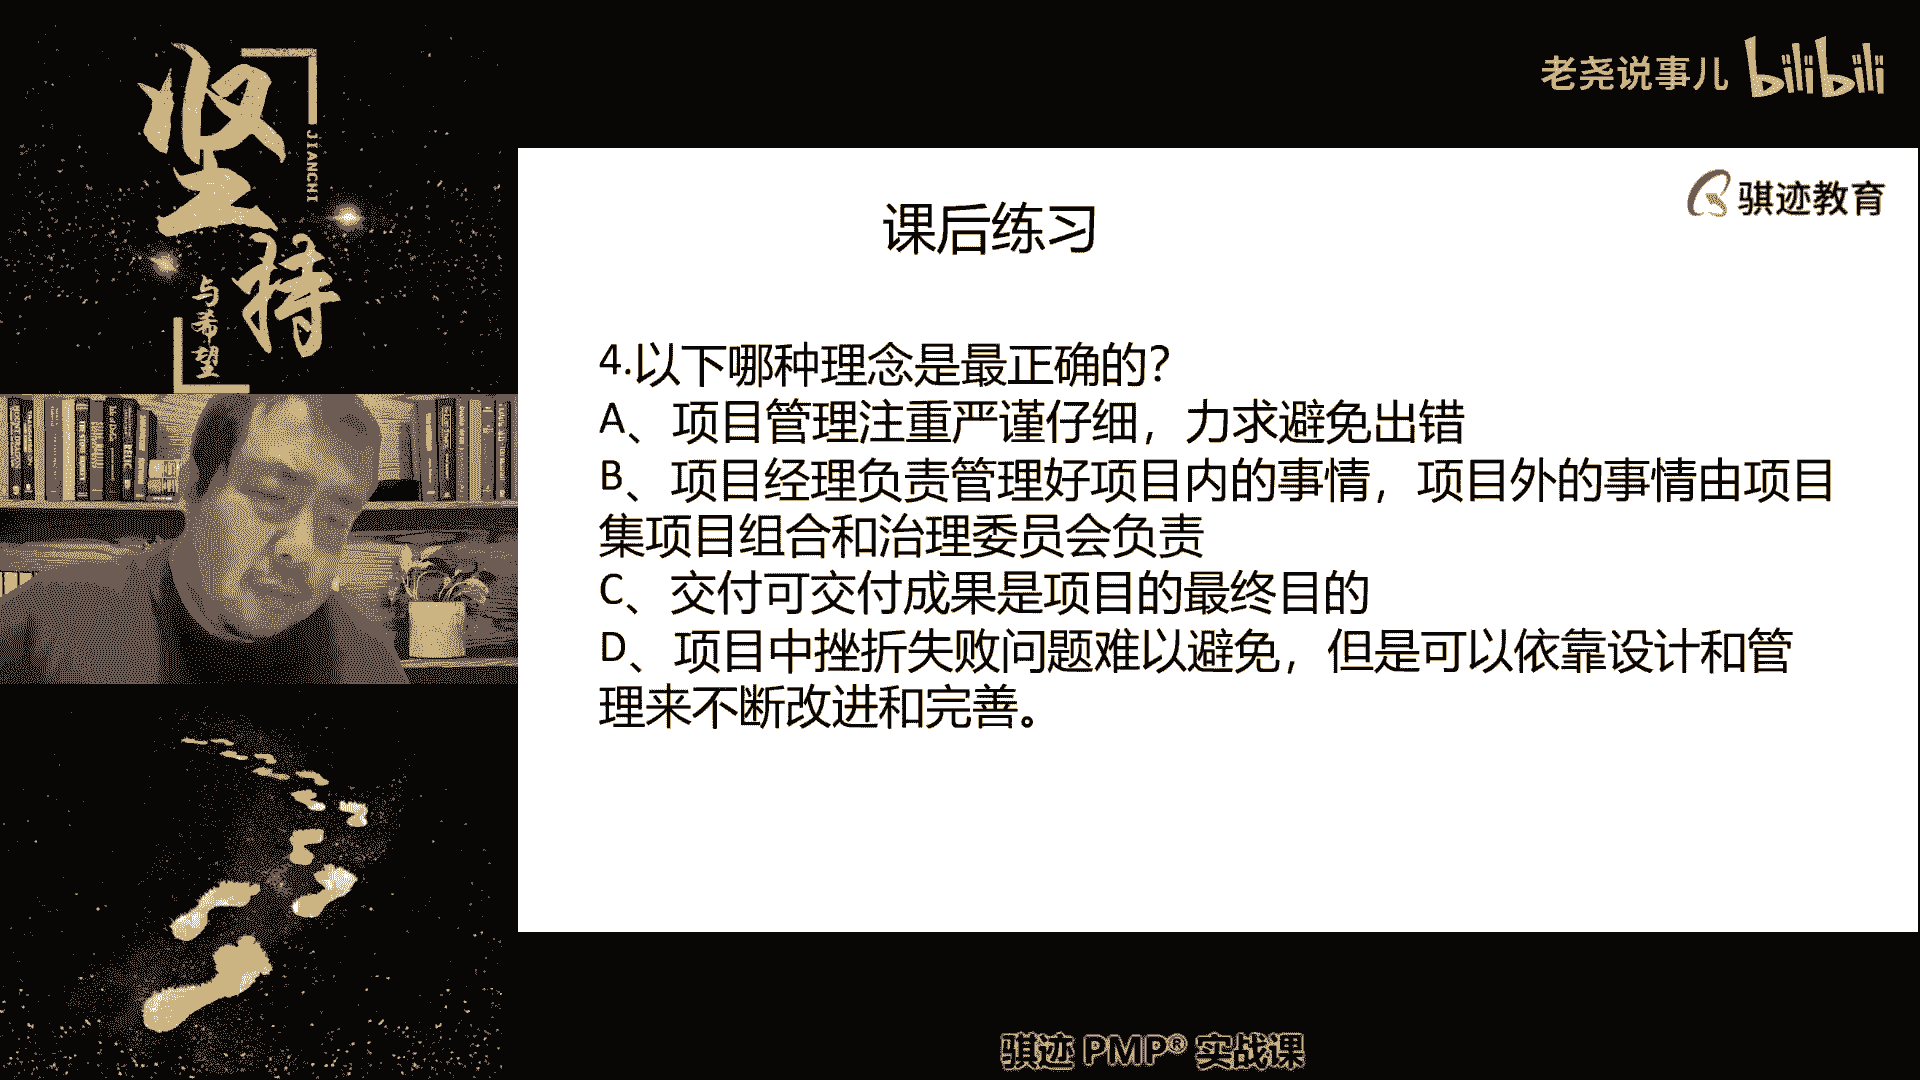 坚持
JIANCHI
与希望
老尧说事儿 bilibili
骐迹教育
课后练习
4.以下哪种理念是最正确的?
A、项目管理注重严谨仔细，力求避免出错
B、项目经理负责管理好项目内的事情，项目外的事情由项目
集项目组合和治理委员会负责
C、交付可交付成果是项目的最终目的
D、项目中挫折失败问题难以避免，但是可以依靠设计和管
理来不断改进和完善。
骐迹 PMP® 实战课